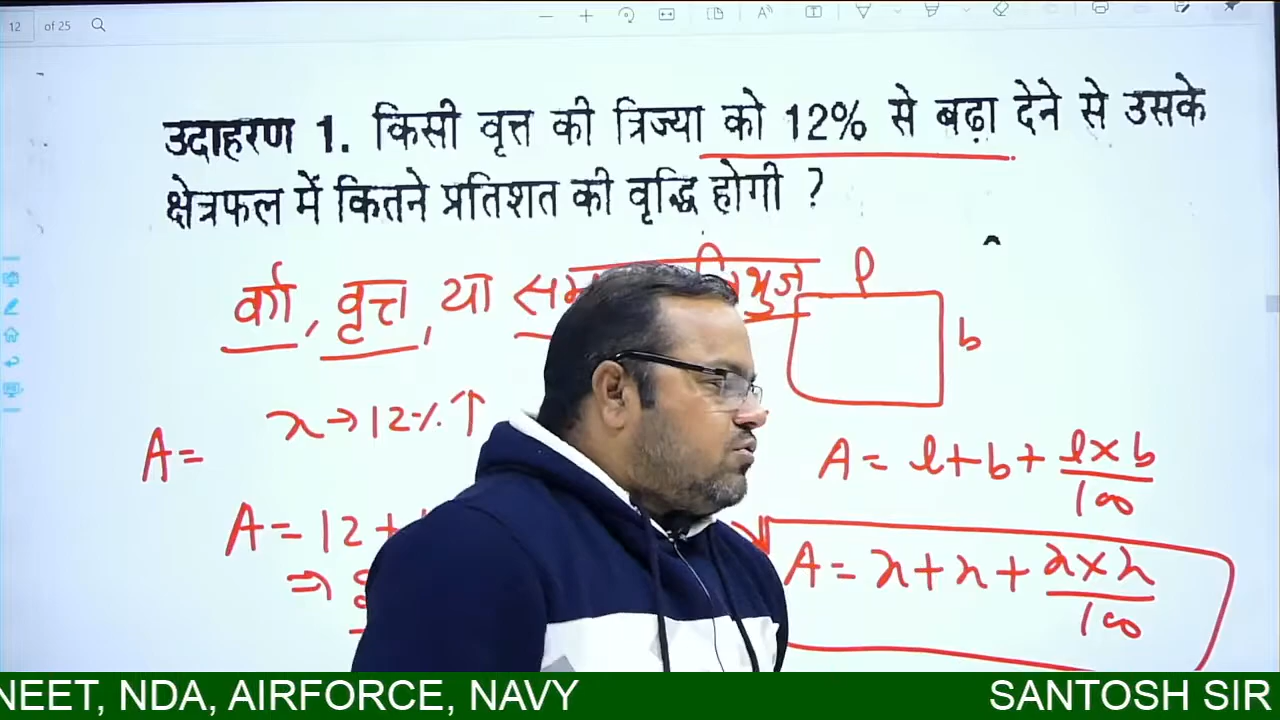 12 of 25
उदाहरण 1. किसी वृत्त की त्रिज्या को 12% से बढ़ा देने से उसके
क्षेत्रफल में कितने प्रतिशत की वृद्धि होगी ?
वृत्त, या
भुज
l
b
x → 12% ↑
A =
A = l + b + l × b / 100
A = 12 +
⇒
A = x + x + x × x / 100
NEET, NDA, AIRFORCE, NAVY
SANTOSH SIR